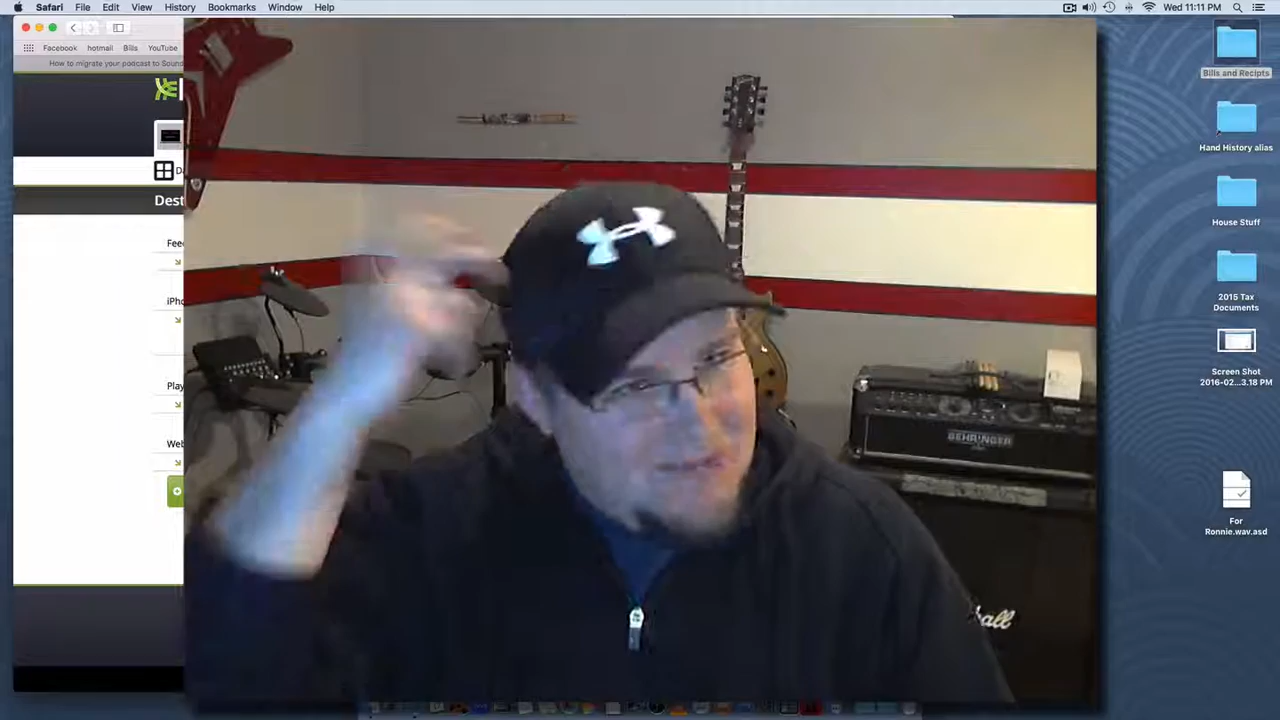 Safari File Edit View History Bookmarks Window Help Wed 11:11 PM
Facebook hotmail Bills YouTube
How to migrate your podcast to Sound
D
Dest
Fee
iPho
Play
Web
Bills and Recipts
Hand History alias
House Stuff
2015 Tax
Documents
Screen Shot
2016-02...3.18 PM
For
Ronnie.wav.asd
BEHRINGER
all